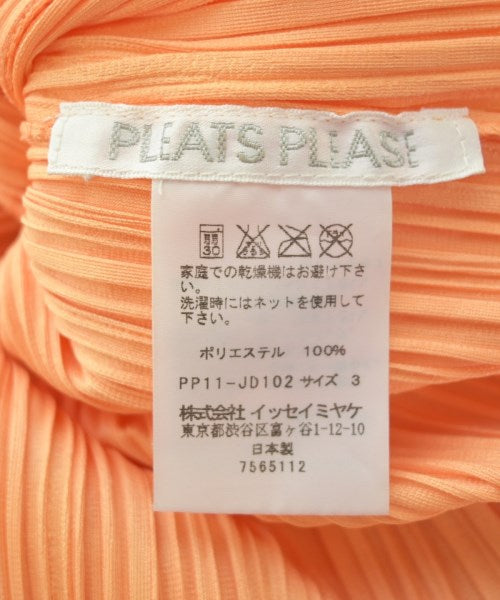 PLEATS PLEASE
30
家庭での乾燥機はお避け下さ
い。
洗濯時にはネットを使用して
下さい。
ポリエステル 100%
PP11-JD102 サイズ 3
株式会社 イッセイミヤケ
東京都渋谷区富ヶ谷1-12-10
日本製
7565112